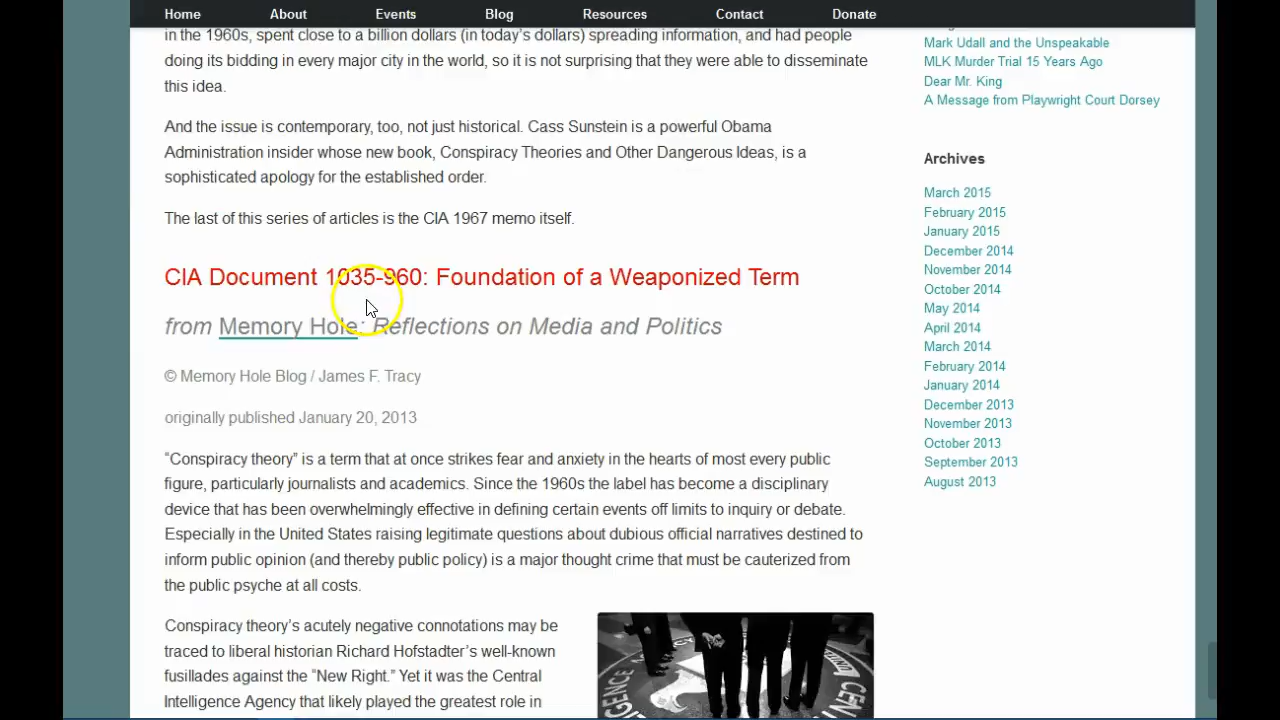 Home About Events Blog Resources Contact Donate
in the 1960s, spent close to a billion dollars (in today's dollars) spreading information, and had people
doing its bidding in every major city in the world, so it is not surprising that they were able to disseminate
this idea.
And the issue is contemporary, too, not just historical. Cass Sunstein is a powerful Obama
Administration insider whose new book, Conspiracy Theories and Other Dangerous Ideas, is a
sophisticated apology for the established order.
The last of this series of articles is the CIA 1967 memo itself.
CIA Document 1035-960: Foundation of a Weaponized Term
from Memory Hole: Reflections on Media and Politics
© Memory Hole Blog / James F. Tracy
originally published January 20, 2013
“Conspiracy theory” is a term that at once strikes fear and anxiety in the hearts of most every public
figure, particularly journalists and academics. Since the 1960s the label has become a disciplinary
device that has been overwhelmingly effective in defining certain events off limits to inquiry or debate.
Especially in the United States raising legitimate questions about dubious official narratives destined to
inform public opinion (and thereby public policy) is a major thought crime that must be cauterized from
the public psyche at all costs.
Conspiracy theory’s acutely negative connotations may be
traced to liberal historian Richard Hofstadter’s well-known
fusillades against the “New Right.” Yet it was the Central
Intelligence Agency that likely played the greatest role in
Mark Udall and the Unspeakable
MLK Murder Trial 15 Years Ago
Dear Mr. King
A Message from Playwright Court Dorsey
Archives
March 2015
February 2015
January 2015
December 2014
November 2014
October 2014
May 2014
April 2014
March 2014
February 2014
January 2014
December 2013
November 2013
October 2013
September 2013
August 2013